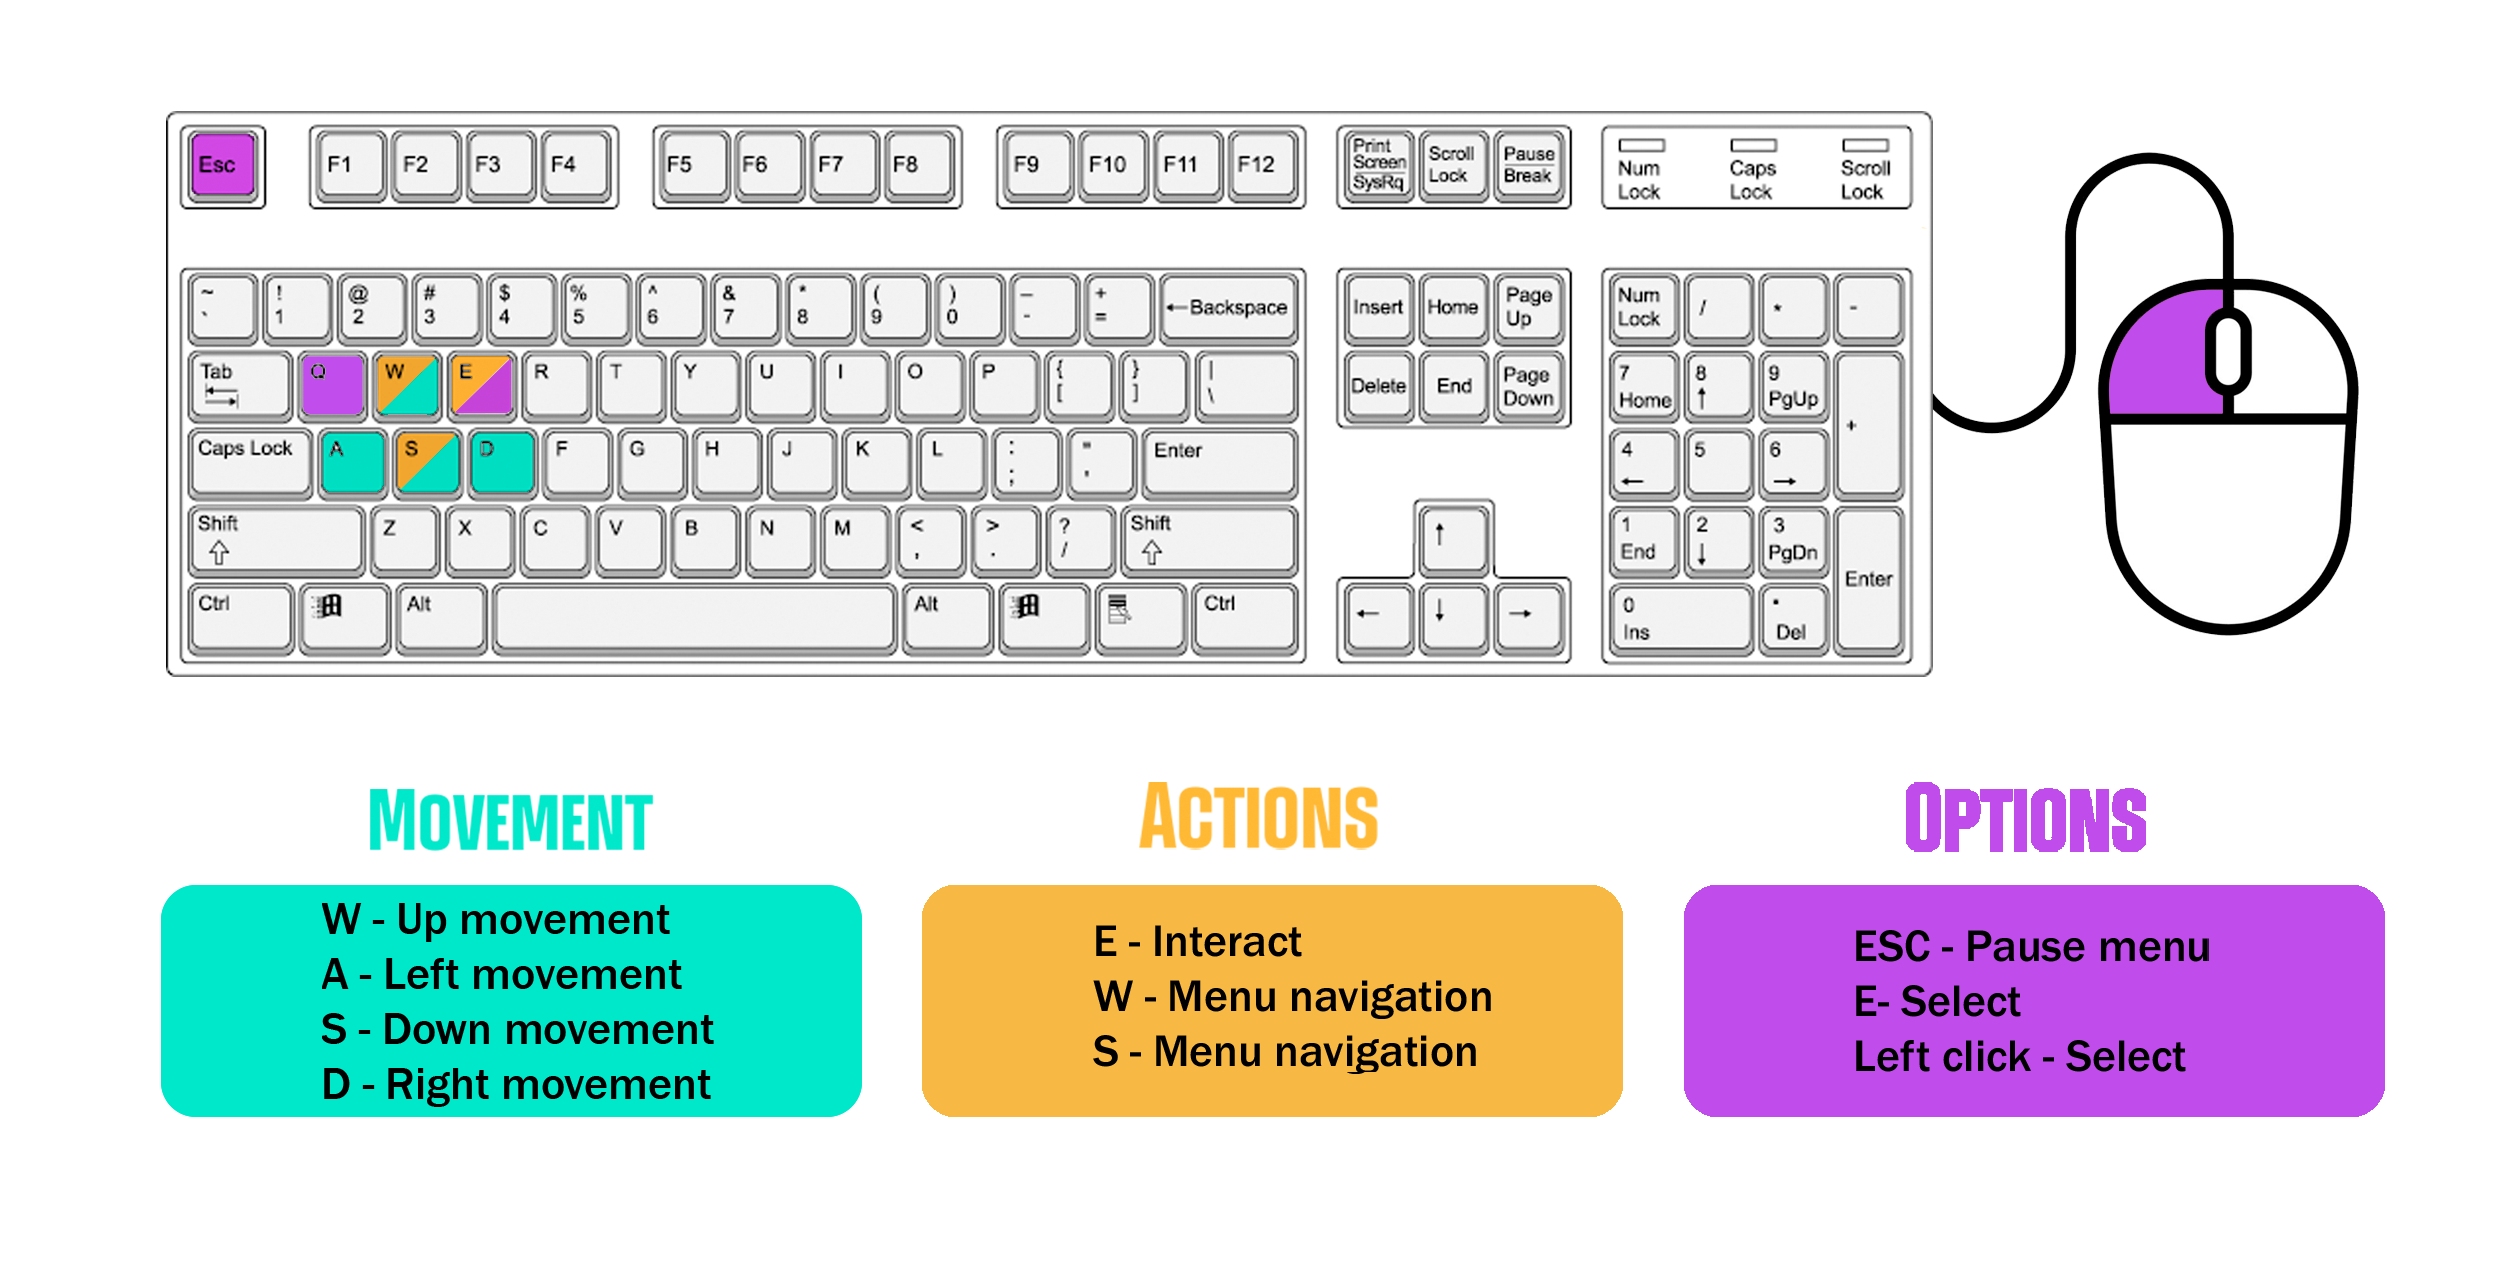 Esc F1 F2 F3 F4 F5 F6 F7 F8 F9 F10 F11 F12
Print Screen SysRq
Scroll Lock
Pause Break
Num Lock
Caps Lock
Scroll Lock
~ ! @ # $ % ^ & * ( ) _ +
` 1 2 3 4 5 6 7 8 9 0 - = ←Backspace
Insert Home Page Up
Num Lock / * -
Tab Q W E R T Y U I O P { [ } ] | \
Delete End Page Down
7 Home 8 ↑ 9 PgUp +
Caps Lock A S D F G H J K L : ; " ' Enter
4 ← 5 6 →
Shift Z X C V B N M < , > . ? / Shift
↑
1 End 2 ↓ 3 PgDn Enter
Ctrl Alt Alt Ctrl
← ↓ →
0 Ins . Del
MOVEMENT
W - Up movement
A - Left movement
S - Down movement
D - Right movement
ACTIONS
E - Interact
W - Menu navigation
S - Menu navigation
OPTIONS
ESC - Pause menu
E- Select
Left click - Select